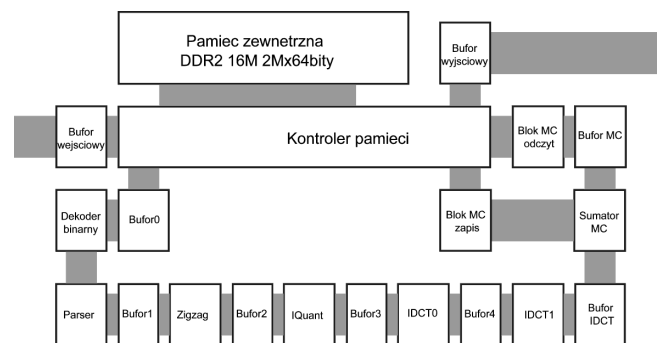 Pamiec zewnetrzna
DDR2 16M 2Mx64bity
Bufor
wyjsciowy
Bufor
wejsciowy
Kontroler pamieci
Blok MC
odczyt
Bufor MC
Dekoder
binarny
Bufor0
Blok MC
zapis
Sumator
MC
Parser
Bufor1
Zigzag
Bufor2
IQuant
Bufor3
IDCT0
Bufor4
IDCT1
Bufor
IDCT